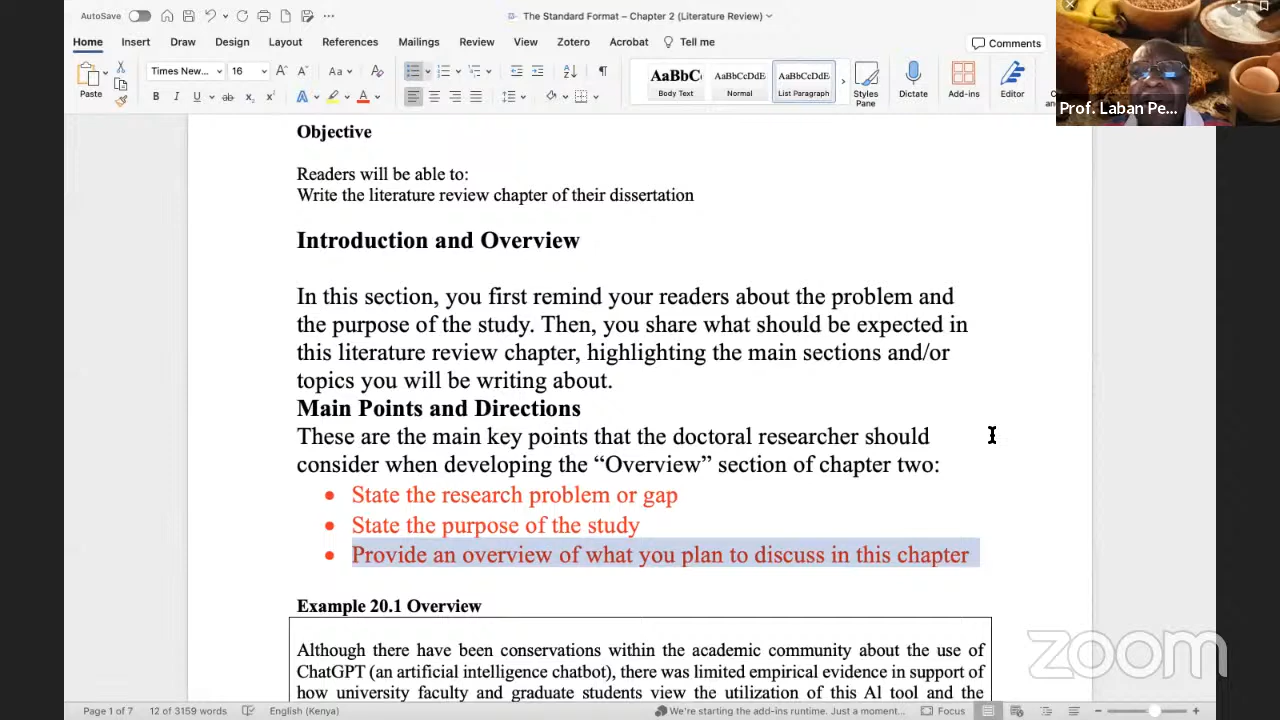 AutoSave
The Standard Format – Chapter 2 (Literature Review)
Home Insert Draw Design Layout References Mailings Review View Zotero Acrobat Tell me
Comments
Paste
Times New... 16
AaBbC AaBbCcDdE AaBbCcDdE
Body Text Normal List Paragraph
Styles Pane
Dictate
Add-ins
Editor
Prof. Laban Pe...
Objective
Readers will be able to:
Write the literature review chapter of their dissertation
Introduction and Overview
In this section, you first remind your readers about the problem and
the purpose of the study. Then, you share what should be expected in
this literature review chapter, highlighting the main sections and/or
topics you will be writing about.
Main Points and Directions
These are the main key points that the doctoral researcher should
consider when developing the “Overview” section of chapter two:
• State the research problem or gap
• State the purpose of the study
• Provide an overview of what you plan to discuss in this chapter
Example 20.1 Overview
Although there have been conservations within the academic community about the use of
ChatGPT (an artificial intelligence chatbot), there was limited empirical evidence in support of
how university faculty and graduate students view the utilization of this Al tool and the
zoom
Page 1 of 7 12 of 3159 words English (Kenya) We're starting the add-ins runtime. Just a moment... Focus